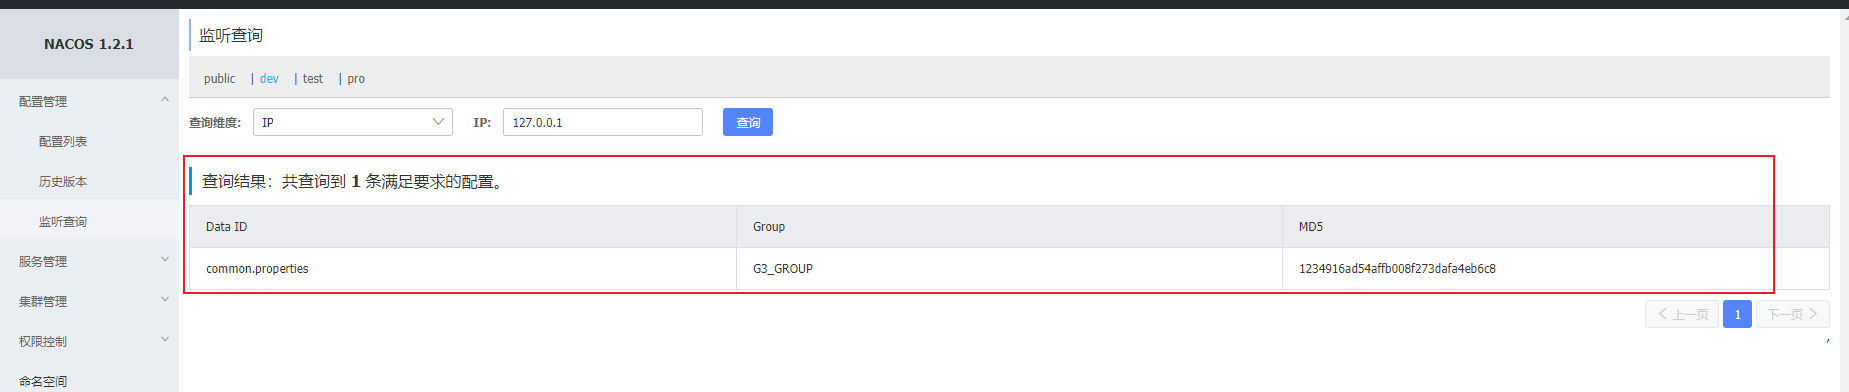 NACOS 1.2.1
配置管理
配置列表
历史版本
监听查询
服务管理
集群管理
权限控制
命名空间
监听查询
public | dev | test | pro
查询维度: IP IP: 127.0.0.1 查询
查询结果：共查询到 1 条满足要求的配置。
Data ID Group MD5
common.properties G3_GROUP 1234916ad54affb008f273dafa4eb6c8
上一页 1 下一页